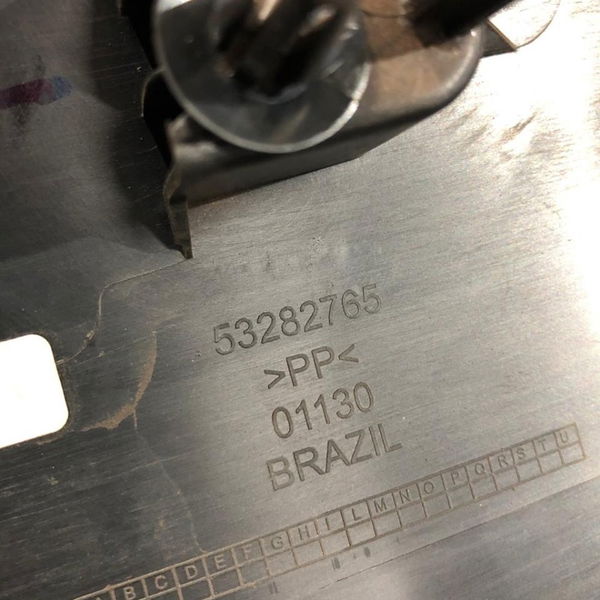 53282765
>PP<
01130
BRAZIL
A B C D E F G H I L M N O P Q R S T U